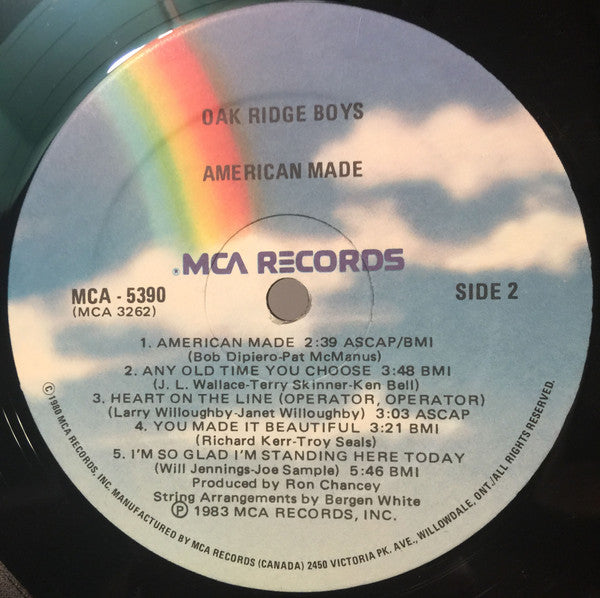 OAK RIDGE BOYS
AMERICAN MADE
MCA RECORDS
MCA - 5390
(MCA 3262)
SIDE 2
1. AMERICAN MADE 2:39 ASCAP/BMI
(Bob Dipiero-Pat McManus)
2. ANY OLD TIME YOU CHOOSE 3:48 BMI
(J. L. Wallace-Terry Skinner-Ken Bell)
3. HEART ON THE LINE (OPERATOR, OPERATOR)
(Larry Willoughby-Janet Willoughby) 3:03 ASCAP
4. YOU MADE IT BEAUTIFUL 3:21 BMI
(Richard Kerr-Troy Seals)
5. I'M SO GLAD I'M STANDING HERE TODAY
(Will Jennings-Joe Sample) 5:46 BMI
Produced by Ron Chancey
String Arrangements by Bergen White
Ⓟ 1983 MCA RECORDS, INC.
© 1980 MCA RECORDS, INC. MANUFACTURED BY MCA RECORDS (CANADA) 2450 VICTORIA PK. AVE., WILLOWDALE, ONT./ALL RIGHTS RESERVED.